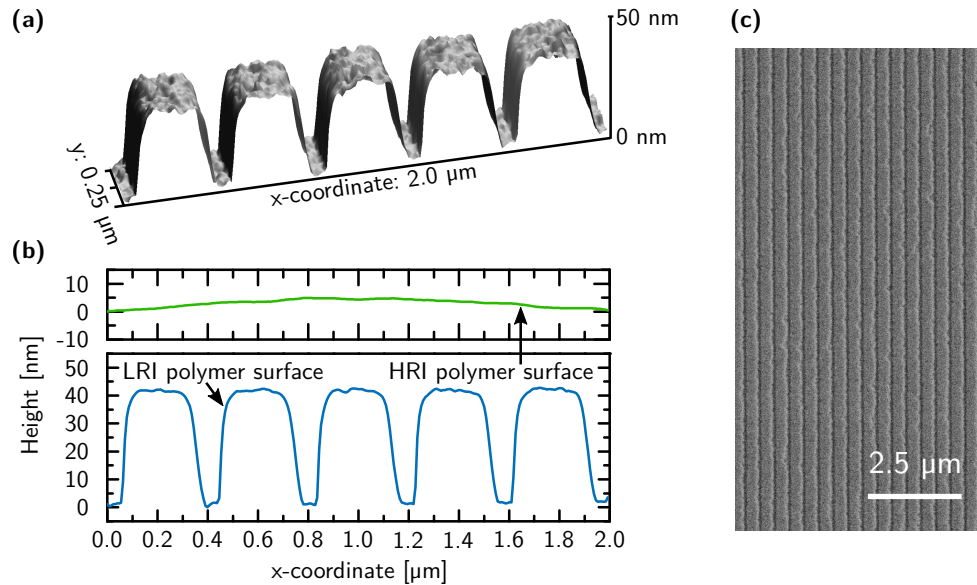 (a)
50 nm
0 nm
y: 0.25 μm
x-coordinate: 2.0 μm
(c)
2.5 μm
(b)
10
0
-10
Height [nm]
50
40
30
20
10
0
LRI polymer surface
HRI polymer surface
0.0 0.2 0.4 0.6 0.8 1.0 1.2 1.4 1.6 1.8 2.0
x-coordinate [μm]